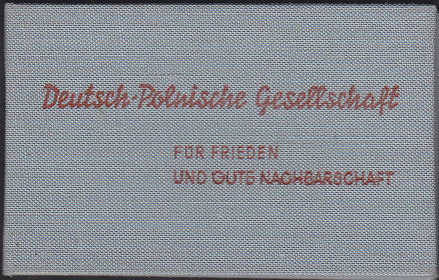 Deutsch-Polnische Gesellschaft
FÜR FRIEDEN
UND GUTE NACHBARSCHAFT